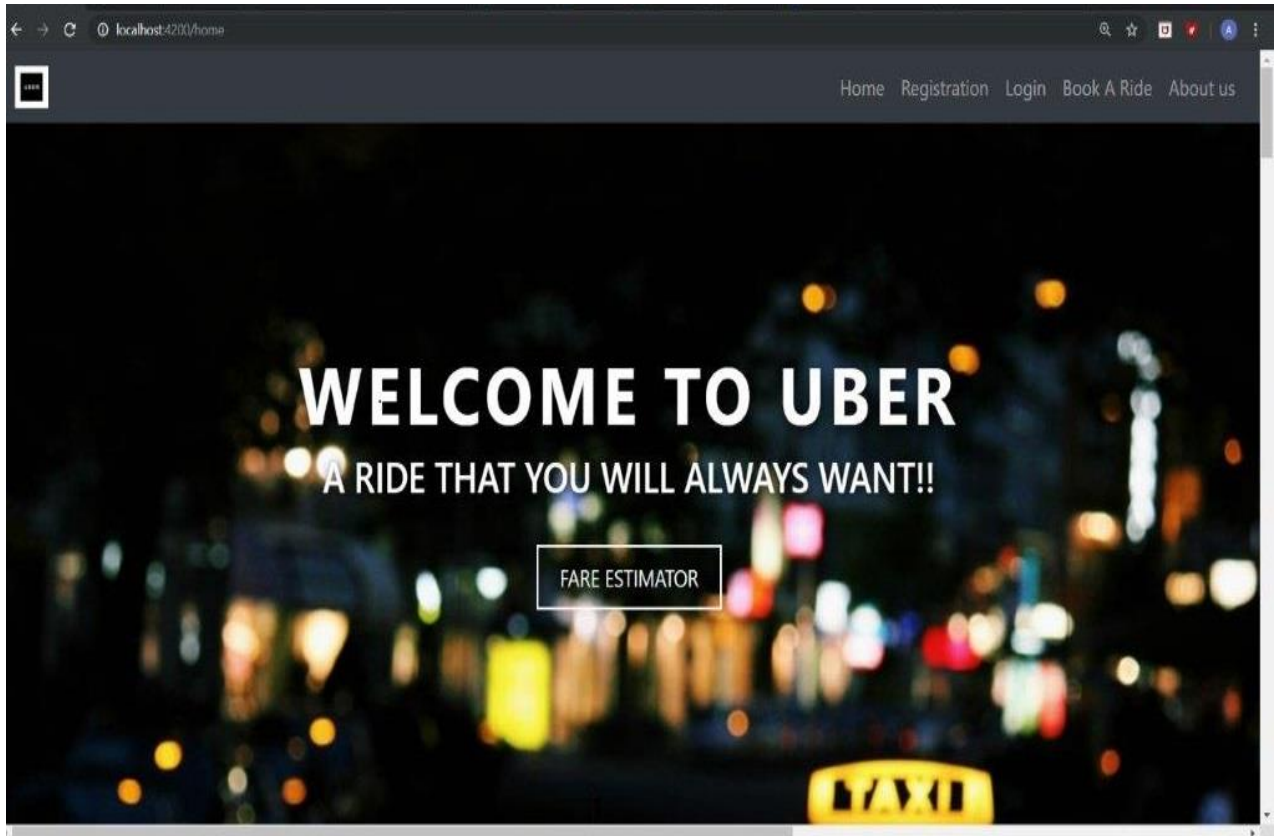 localhost:4200/home
UBER
Home Registration Login Book A Ride About us
WELCOME TO UBER
A RIDE THAT YOU WILL ALWAYS WANT!!
FARE ESTIMATOR
TAXI